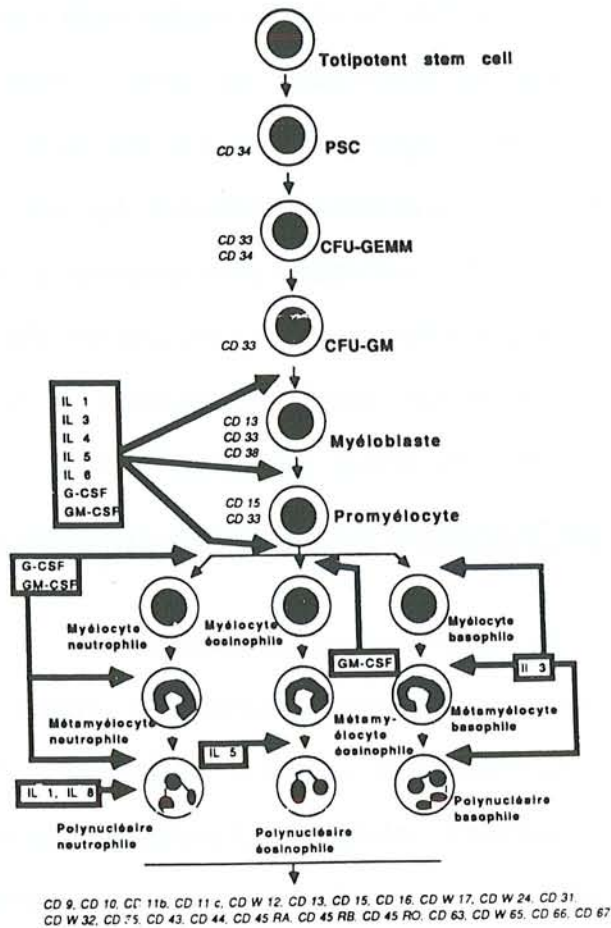 Totipotent stem cell
CD 34
PSC
CD 33
CD 34
CFU-GEMM
CD 33
CFU-GM
IL 1
IL 3
IL 4
IL 5
IL 6
G-CSF
GM-CSF
CD 13
CD 33
CD 38
Myéloblaste
CD 15
CD 33
Promyélocyte
G-CSF
GM-CSF
Myélocyte
neutrophile
Myélocyte
éosinophile
Myélocyte
basophile
GM-CSF
IL 3
Métamyélocyte
neutrophile
Métamy-
élocyte
éosinophile
Métamyélocyte
basophile
IL 5
IL 1, IL 8
Polynucléaire
neutrophile
Polynucléaire
éosinophile
Polynucléaire
basophile
CD 9, CD 10, CD 11b, CD 11 c, CD W 12, CD 13, CD 15, CD 16, CD W 17, CD W 24, CD 31,
CD W 32, CD 43, CD 44, CD 45 RA, CD 45 RB, CD 45 RO, CD 63, CD W 65, CD 66, CD 67